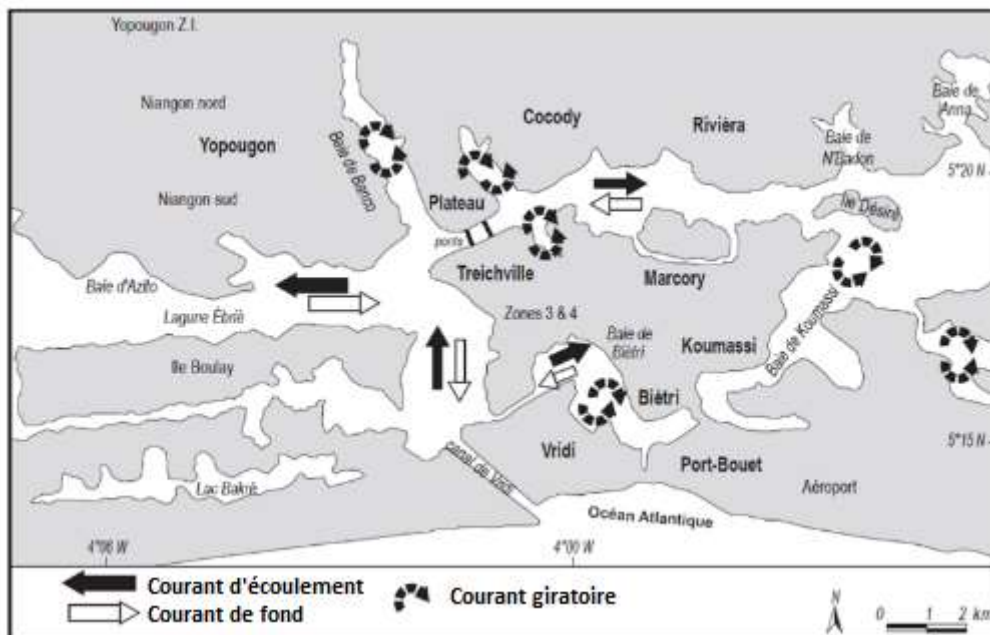 Yopougon Z.I.
Niangon nord
Cocody
Rivièra
Baie de
'Anna
Yopougon
Baie de Banco
Baie de
N'Badon
5°20 N
Niangon sud
Plateau
Ile Désiré
ponts
Treichville
Marcory
Baie d'Azito
Lagune Ébrié
Zones 3 & 4
Baie de
Biétri
Koumassi
Baie de Koumassi
Ile Boulay
Biétri
5°15 N
Vridi
Port-Bouet
canal de Vridi
Lac Bakré
Aéroport
Océan Atlantique
4°06 W
4°00 W
Courant d'écoulement
Courant giratoire
Courant de fond
N
0 1 2 km